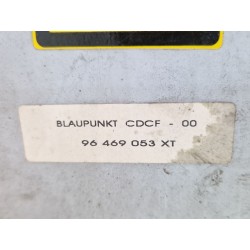 BLAUPUNKT CDCF - 00
96 469 053 XT